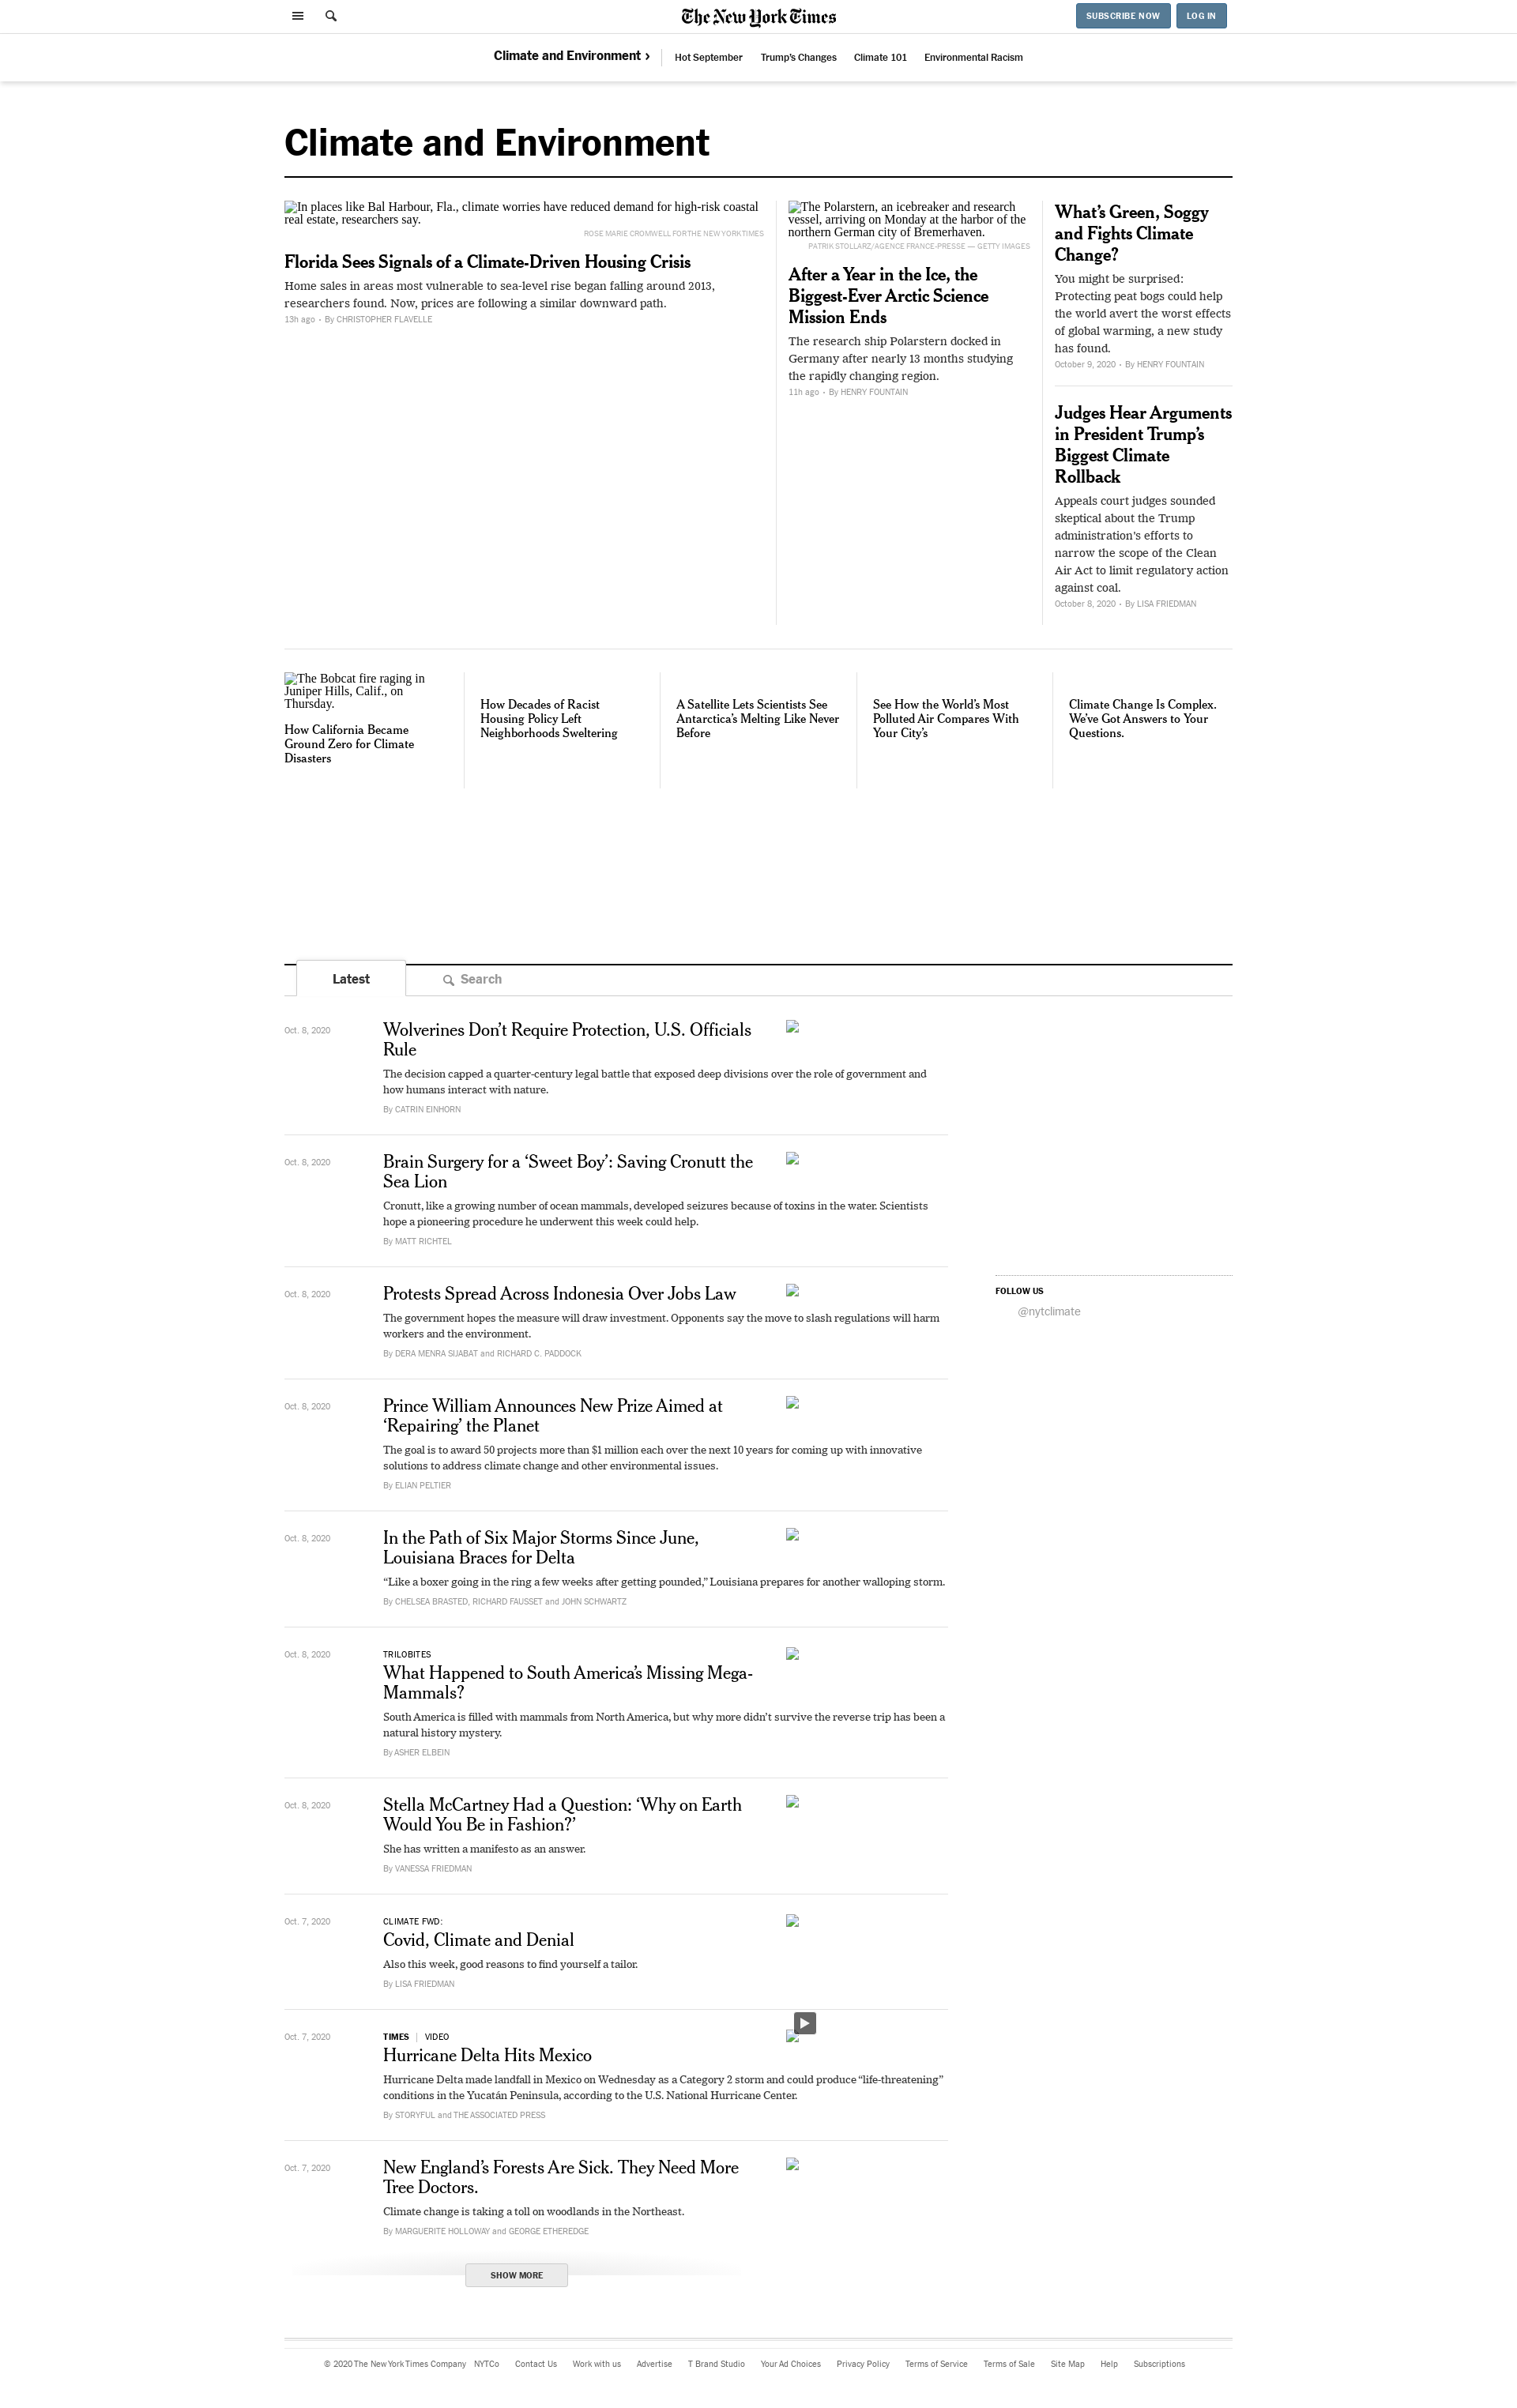 The New York Times
SUBSCRIBE NOW
LOG IN
Climate and Environment ›
Hot September
Trump's Changes
Climate 101
Environmental Racism
Climate and Environment
In places like Bal Harbour, Fla., climate worries have reduced demand for high-risk coastal
real estate, researchers say.
ROSE MARIE CROMWELL FOR THE NEW YORK TIMES
Florida Sees Signals of a Climate-Driven Housing Crisis
Home sales in areas most vulnerable to sea-level rise began falling around 2013,
researchers found. Now, prices are following a similar downward path.
13h ago • By CHRISTOPHER FLAVELLE
The Polarstern, an icebreaker and research
vessel, arriving on Monday at the harbor of the
northern German city of Bremerhaven.
PATRIK STOLLARZ/AGENCE FRANCE-PRESSE — GETTY IMAGES
After a Year in the Ice, the
Biggest-Ever Arctic Science
Mission Ends
The research ship Polarstern docked in
Germany after nearly 13 months studying
the rapidly changing region.
11h ago • By HENRY FOUNTAIN
What's Green, Soggy
and Fights Climate
Change?
You might be surprised:
Protecting peat bogs could help
the world avert the worst effects
of global warming, a new study
has found.
October 9, 2020 • By HENRY FOUNTAIN
Judges Hear Arguments
in President Trump's
Biggest Climate
Rollback
Appeals court judges sounded
skeptical about the Trump
administration's efforts to
narrow the scope of the Clean
Air Act to limit regulatory action
against coal.
October 8, 2020 • By LISA FRIEDMAN
The Bobcat fire raging in
Juniper Hills, Calif., on
Thursday.
How California Became
Ground Zero for Climate
Disasters
How Decades of Racist
Housing Policy Left
Neighborhoods Sweltering
A Satellite Lets Scientists See
Antarctica's Melting Like Never
Before
See How the World's Most
Polluted Air Compares With
Your City's
Climate Change Is Complex.
We've Got Answers to Your
Questions.
Latest
Search
Oct. 8, 2020
Wolverines Don't Require Protection, U.S. Officials
Rule
The decision capped a quarter-century legal battle that exposed deep divisions over the role of government and
how humans interact with nature.
By CATRIN EINHORN
Oct. 8, 2020
Brain Surgery for a 'Sweet Boy': Saving Cronutt the
Sea Lion
Cronutt, like a growing number of ocean mammals, developed seizures because of toxins in the water. Scientists
hope a pioneering procedure he underwent this week could help.
By MATT RICHTEL
FOLLOW US
@nytclimate
Oct. 8, 2020
Protests Spread Across Indonesia Over Jobs Law
The government hopes the measure will draw investment. Opponents say the move to slash regulations will harm
workers and the environment.
By DERA MENRA SIJABAT and RICHARD C. PADDOCK
Oct. 8, 2020
Prince William Announces New Prize Aimed at
'Repairing' the Planet
The goal is to award 50 projects more than $1 million each over the next 10 years for coming up with innovative
solutions to address climate change and other environmental issues.
By ELIAN PELTIER
Oct. 8, 2020
In the Path of Six Major Storms Since June,
Louisiana Braces for Delta
“Like a boxer going in the ring a few weeks after getting pounded,” Louisiana prepares for another walloping storm.
By CHELSEA BRASTED, RICHARD FAUSSET and JOHN SCHWARTZ
Oct. 8, 2020
TRILOBITES
What Happened to South America's Missing Mega-
Mammals?
South America is filled with mammals from North America, but why more didn't survive the reverse trip has been a
natural history mystery.
By ASHER ELBEIN
Oct. 8, 2020
Stella McCartney Had a Question: 'Why on Earth
Would You Be in Fashion?'
She has written a manifesto as an answer.
By VANESSA FRIEDMAN
Oct. 7, 2020
CLIMATE FWD:
Covid, Climate and Denial
Also this week, good reasons to find yourself a tailor.
By LISA FRIEDMAN
Oct. 7, 2020
TIMES | VIDEO
Hurricane Delta Hits Mexico
Hurricane Delta made landfall in Mexico on Wednesday as a Category 2 storm and could produce “life-threatening”
conditions in the Yucatán Peninsula, according to the U.S. National Hurricane Center.
By STORYFUL and THE ASSOCIATED PRESS
Oct. 7, 2020
New England's Forests Are Sick. They Need More
Tree Doctors.
Climate change is taking a toll on woodlands in the Northeast.
By MARGUERITE HOLLOWAY and GEORGE ETHEREDGE
SHOW MORE
© 2020 The New York Times Company NYTCo Contact Us Work with us Advertise T Brand Studio Your Ad Choices Privacy Policy Terms of Service Terms of Sale Site Map Help Subscriptions